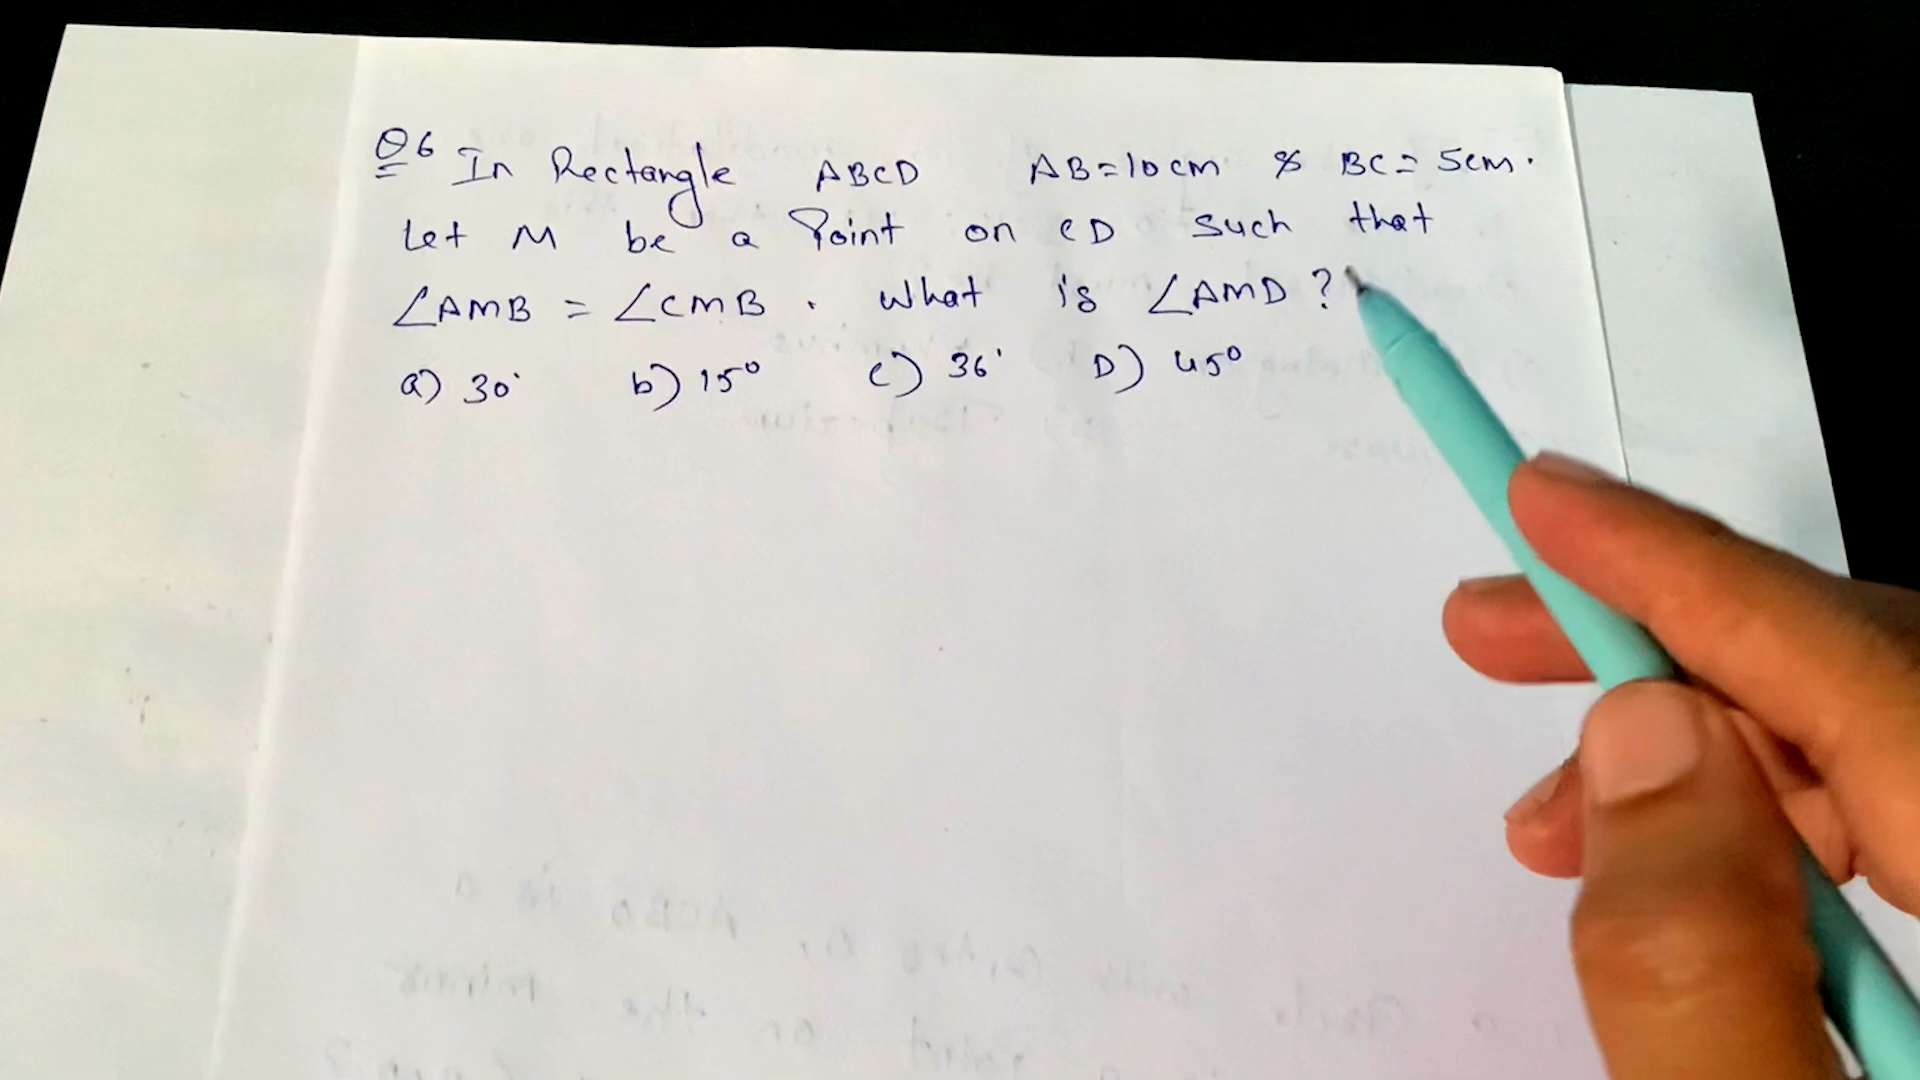 Q6 In Rectangle ABCD AB=10cm & BC=5cm.
Let M be a Point on CD such that
∠AMB = ∠CMB. What is ∠AMD?
a) 30° b) 15° c) 36° D) 45°